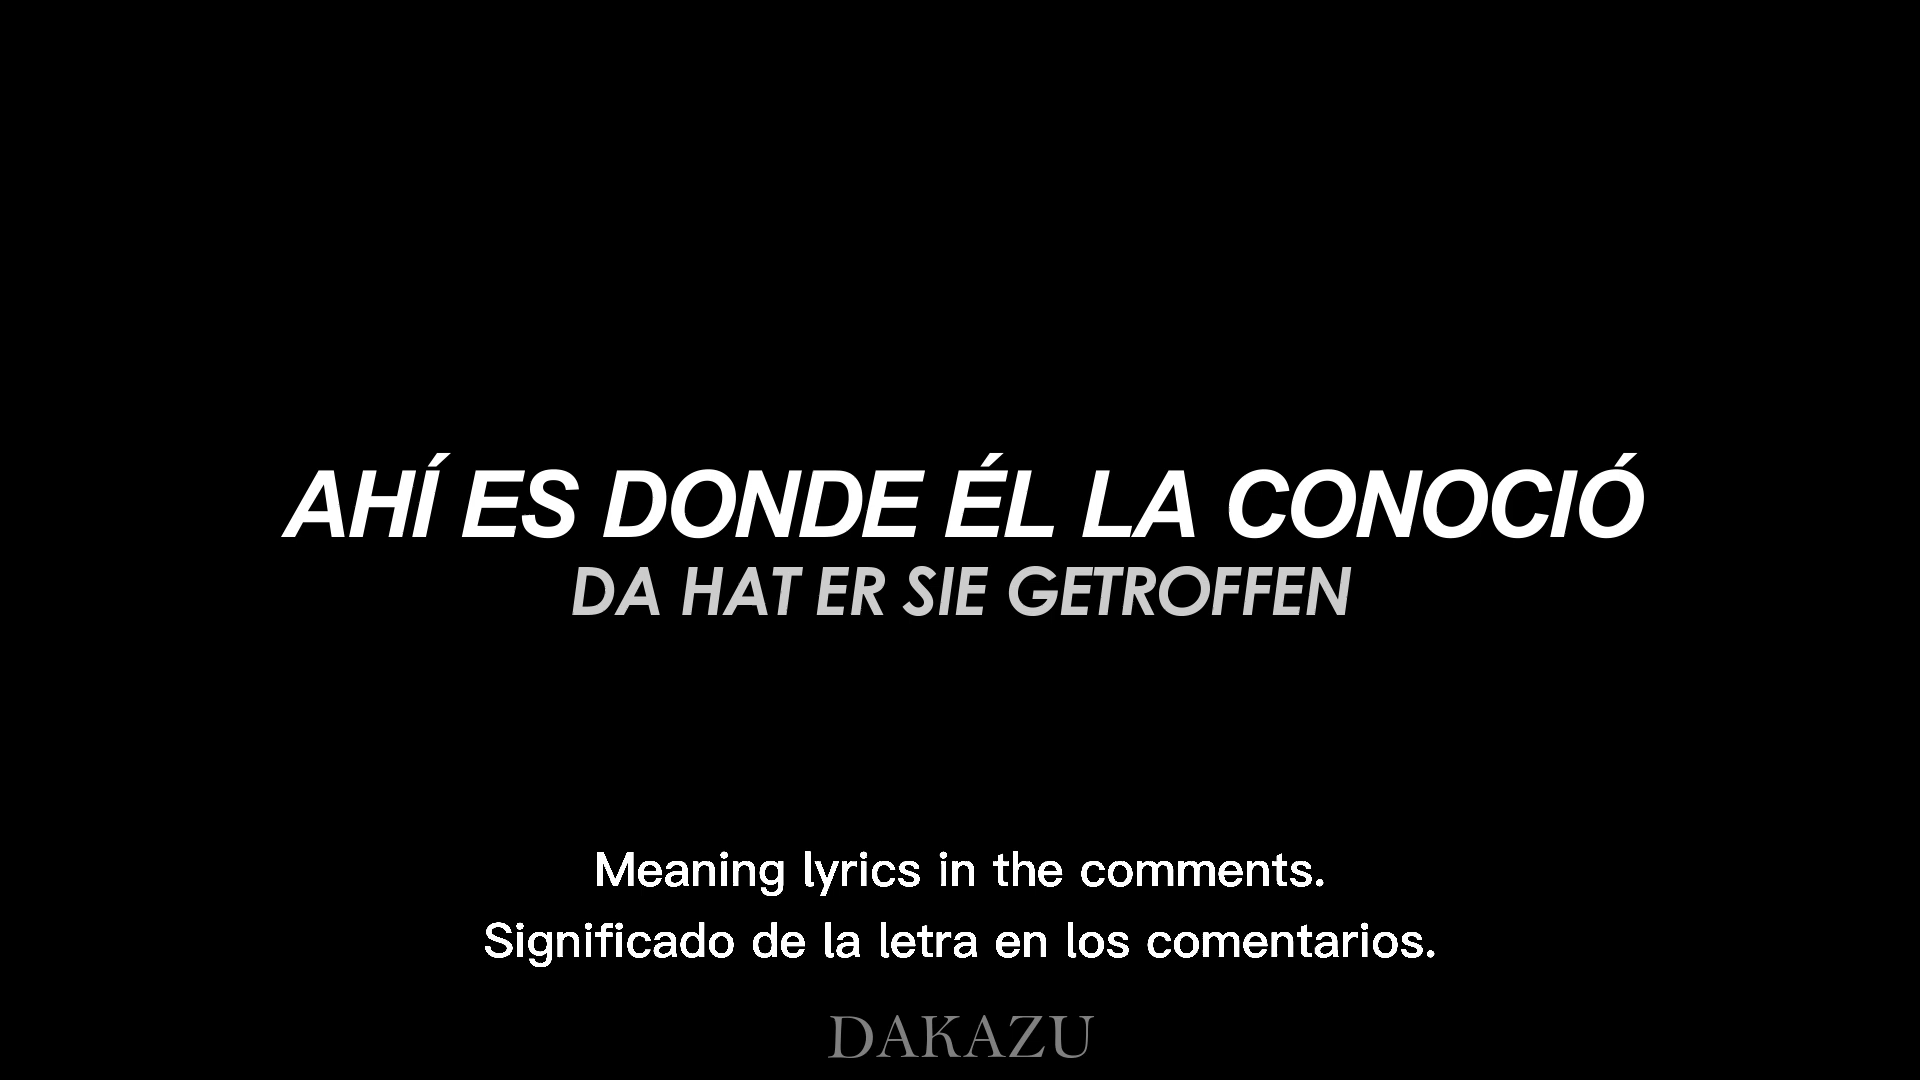 AHÍ ES DONDE ÉL LA CONOCIÓ
DA HAT ER SIE GETROFFEN
Meaning lyrics in the comments.
Significado de la letra en los comentarios.
DAKAZU